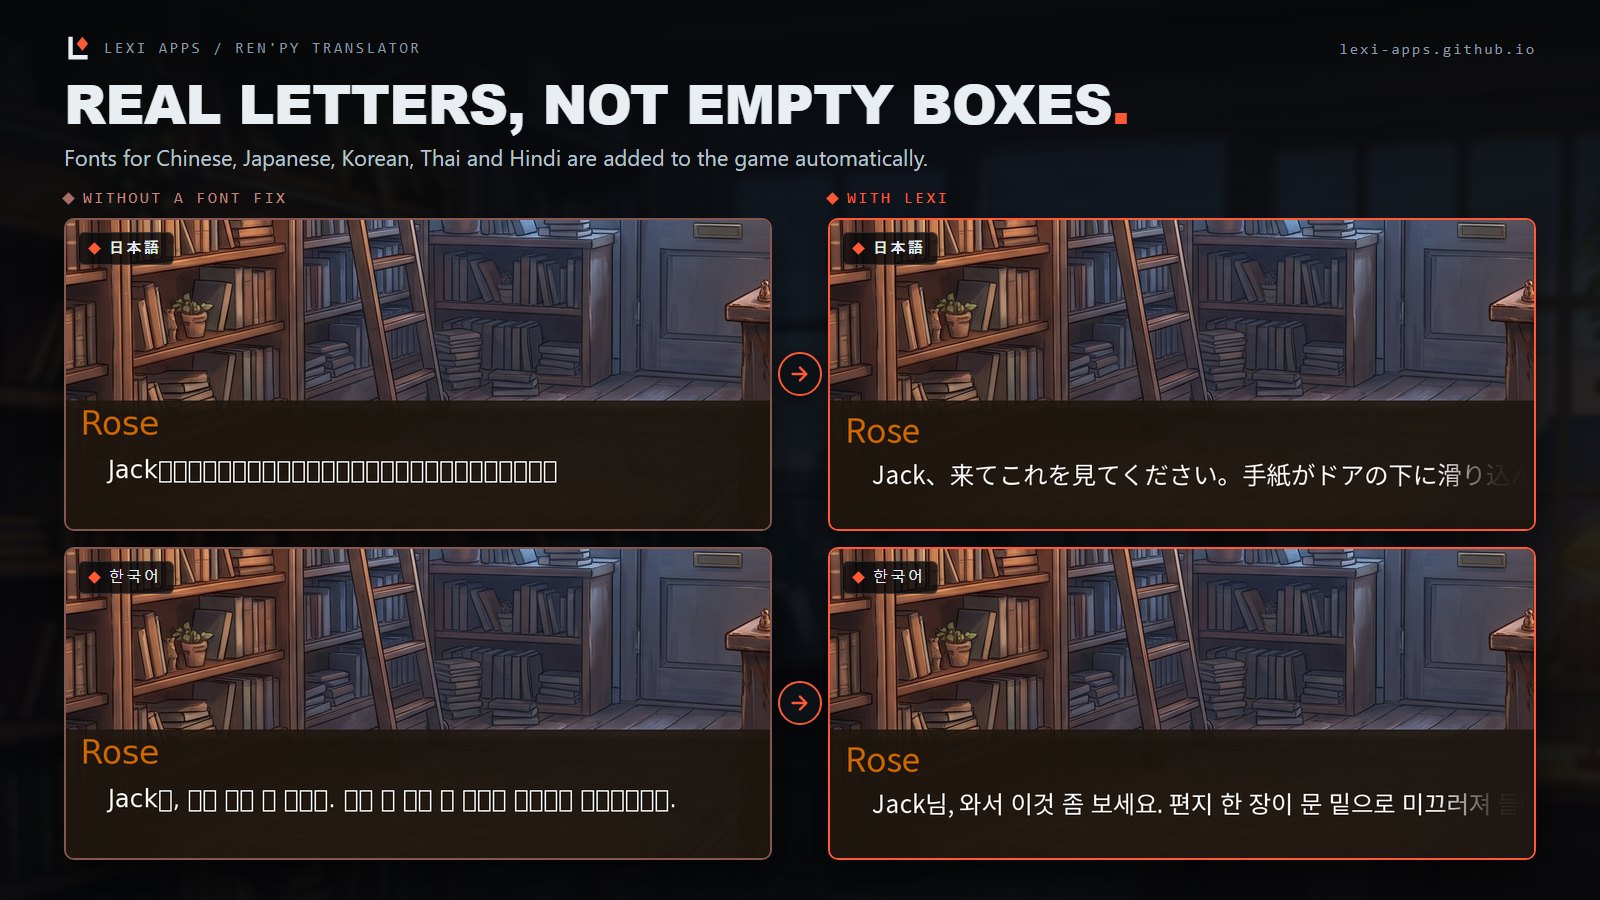 LEXI APPS / REN'PY TRANSLATOR
lexi-apps.github.io
REAL LETTERS, NOT EMPTY BOXES.
Fonts for Chinese, Japanese, Korean, Thai and Hindi are added to the game automatically.
WITHOUT A FONT FIX
WITH LEXI
日本語
Rose
Jack
日本語
Rose
Jack、来てこれを見てください。手紙がドアの下に滑り込ん
한국어
Rose
Jack
한국어
Rose
Jack님, 와서 이것 좀 보세요. 편지 한 장이 문 밑으로 미끄러져